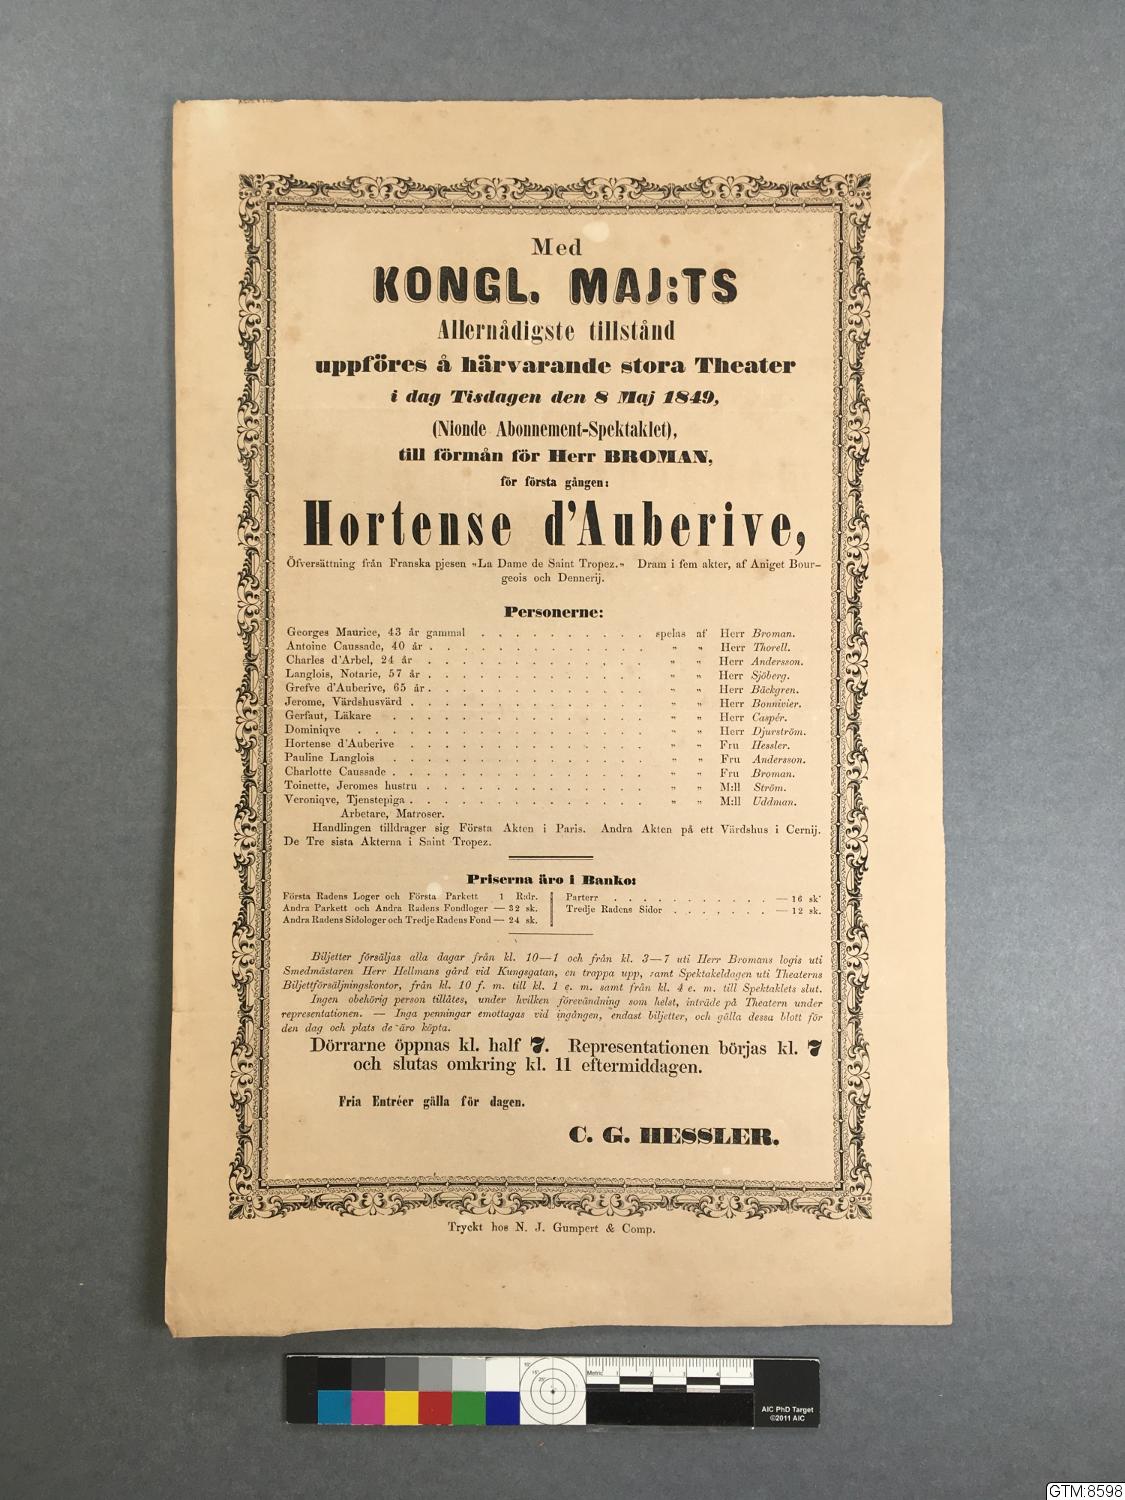 Med
KONGL. MAJ:TS
Allernådigste tillstånd
uppföres å härvarande stora Theater
i dag Tisdagen den 8 Maj 1849,
(Nionde Abonnement-Spektaklet),
till förmån för Herr BROMAN,
för första gången:
Hortense d'Auberive,
Öfversättning från Franska pjesen »La Dame de Saint Tropez.» Dram i fem akter, af Aniget Bour-
geois och Dennerij.
Personerne:
Georges Maurice, 43 år gammal . . . . . . . . . . spelas af Herr Broman.
Antoine Caussade, 40 år . . . . . . . . . . . . . „ „ Herr Thorell.
Charles d'Arbel, 24 år . . . . . . . . . . . . . „ „ Herr Andersson.
Langlois, Notarie, 57 år . . . . . . . . . . . . . „ „ Herr Sjöberg.
Grefve d'Auberive, 65 år . . . . . . . . . . . . . „ „ Herr Bäckgren.
Jerome, Värdshusvärd . . . . . . . . . . . . . . „ „ Herr Bonnivier.
Gerfaut, Läkare . . . . . . . . . . . . . . „ „ Herr Caspér.
Dominiqve . . . . . . . . . . . . . . . „ „ Herr Djurström.
Hortense d'Auberive . . . . . . . . . . . . . . „ „ Fru Hessler.
Pauline Langlois . . . . . . . . . . . . . . „ „ Fru Andersson.
Charlotte Caussade . . . . . . . . . . . . . . „ „ Fru Broman.
Toinette, Jeromes hustru . . . . . . . . . . . . . „ „ M:ll Ström.
Veroniqve, Tjenstepiga . . . . . . . . . . . . . . „ „ M:ll Uddman.
Arbetare, Matroser.
Handlingen tilldrager sig Första Akten i Paris. Andra Akten på ett Värdshus i Cernij.
De Tre sista Akterna i Saint Tropez.
Priserna äro i Banko:
Första Radens Loger och Första Parkett 1 R:dr.
Andra Parkett och Andra Radens Fondloger — 32 sk.
Andra Radens Sidologer och Tredje Radens Fond — 24 sk.
Parterr . . . . . . . . . . . . — 16 sk'
Tredje Radens Sidor . . . . . . . — 12 sk.
Biljetter försäljas alla dagar från kl. 10—1 och från kl. 3—7 uti Herr Bromans logis uti
Smedmästaren Herr Hellmans gård vid Kungsgatan, en trappa upp, samt Spektakeldagen uti Theaterns
Biljettförsäljningskontor, från kl. 10 f. m. till kl. 1 e. m. samt från kl. 4 e. m. till Spektaklets slut.
Ingen obehörig person tillåtes, under hvilken förevändning som helst, inträde på Theatern under
representationen. — Inga penningar emottagas vid ingången, endast biljetter, och gälla dessa blott för
den dag och plats de äro köpta.
Dörrarne öppnas kl. half 7. Representationen börjas kl. 7
och slutas omkring kl. 11 eftermiddagen.
Fria Entréer gälla för dagen.
C. G. HESSLER.
Tryckt hos N. J. Gumpert & Comp.
10°
15°
25°
Metric 1 2 3 4 5
AIC PhD Target
©2011 AIC
GTM:8598